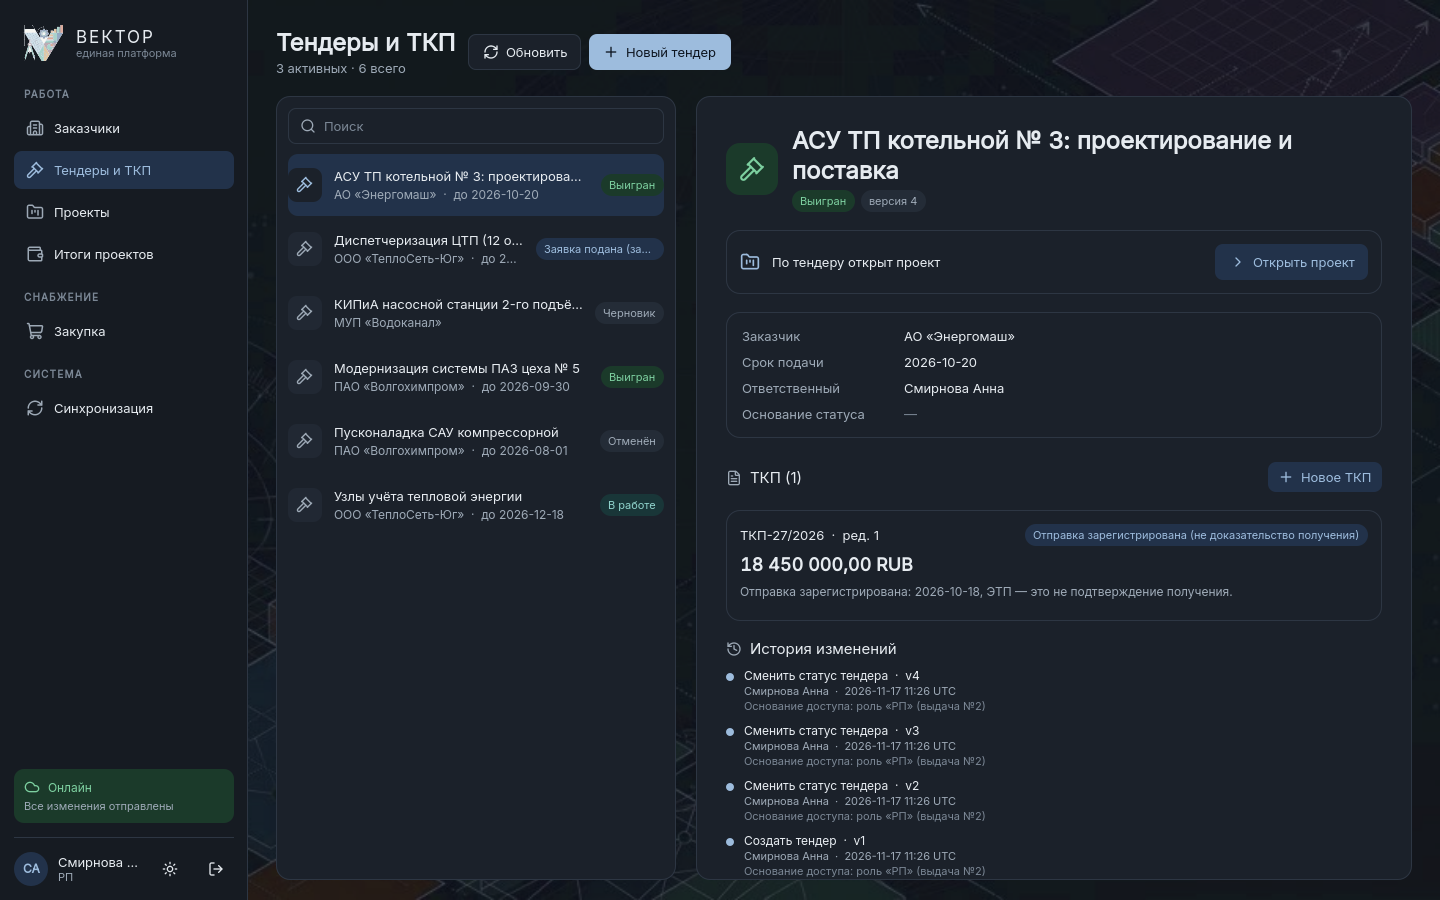 ВЕКТОР
единая платформа
РАБОТА
Заказчики
Тендеры и ТКП
Проекты
Итоги проектов
СНАБЖЕНИЕ
Закупка
СИСТЕМА
Синхронизация
Онлайн
Все изменения отправлены
СА
Смирнова ...
РП
Тендеры и ТКП
3 активных · 6 всего
Обновить
Новый тендер
Поиск
АСУ ТП котельной № 3: проектирова...
АО «Энергомаш» · до 2026-10-20
Выигран
Диспетчеризация ЦТП (12 о...
ООО «ТеплоСеть-Юг» · до 2...
Заявка подана (за...
КИПиА насосной станции 2-го подъё...
МУП «Водоканал»
Черновик
Модернизация системы ПАЗ цеха № 5
ПАО «Волгохимпром» · до 2026-09-30
Выигран
Пусконаладка САУ компрессорной
ПАО «Волгохимпром» · до 2026-08-01
Отменён
Узлы учёта тепловой энергии
ООО «ТеплоСеть-Юг» · до 2026-12-18
В работе
АСУ ТП котельной № 3: проектирование и
поставка
Выигран
версия 4
По тендеру открыт проект
Открыть проект
Заказчик АО «Энергомаш»
Срок подачи 2026-10-20
Ответственный Смирнова Анна
Основание статуса —
ТКП (1)
Новое ТКП
ТКП-27/2026 · ред. 1
Отправка зарегистрирована (не доказательство получения)
18 450 000,00 RUB
Отправка зарегистрирована: 2026-10-18, ЭТП — это не подтверждение получения.
История изменений
Сменить статус тендера · v4
Смирнова Анна · 2026-11-17 11:26 UTC
Основание доступа: роль «РП» (выдача №2)
Сменить статус тендера · v3
Смирнова Анна · 2026-11-17 11:26 UTC
Основание доступа: роль «РП» (выдача №2)
Сменить статус тендера · v2
Смирнова Анна · 2026-11-17 11:26 UTC
Основание доступа: роль «РП» (выдача №2)
Создать тендер · v1
Смирнова Анна · 2026-11-17 11:26 UTC
Основание доступа: роль «РП» (выдача №2)